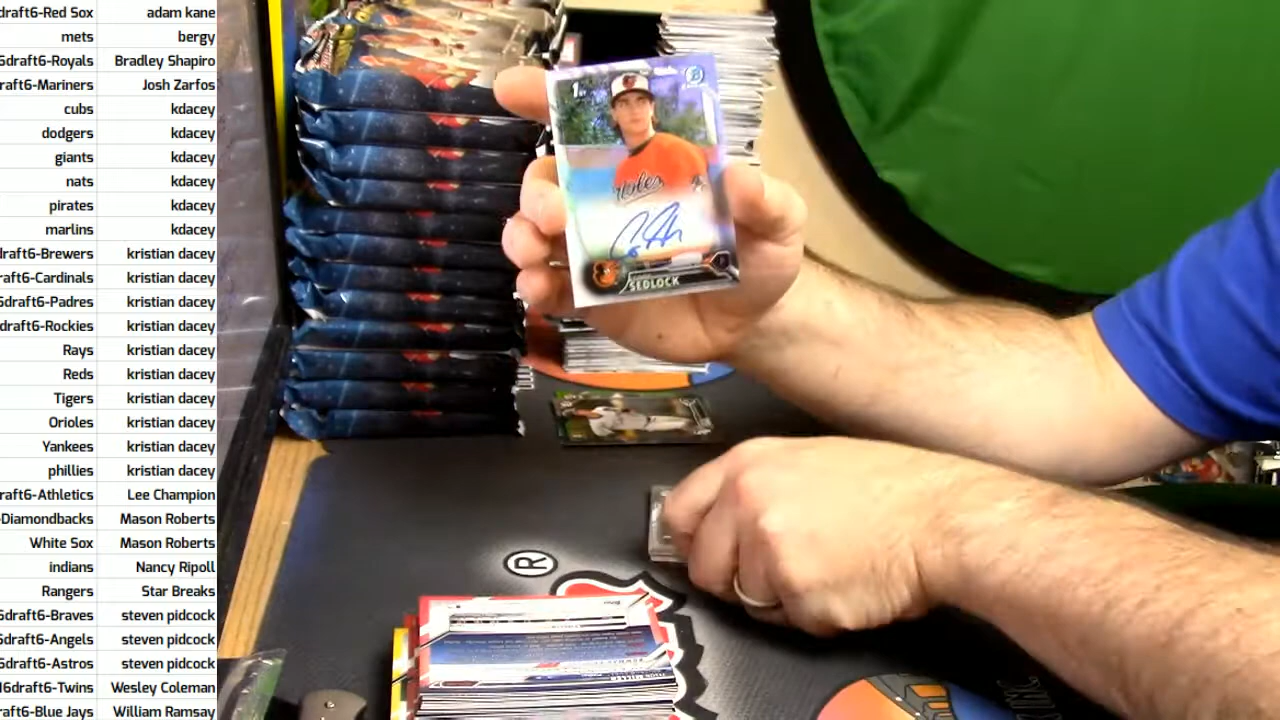 draft6-Red Sox adam kane
mets bergy
6draft6-Royals Bradley Shapiro
raft6-Mariners Josh Zarfos
cubs kdacey
dodgers kdacey
giants kdacey
nats kdacey
pirates kdacey
marlins kdacey
draft6-Brewers kristian dacey
raft6-Cardinals kristian dacey
6draft6-Padres kristian dacey
draft6-Rockies kristian dacey
Rays kristian dacey
Reds kristian dacey
Tigers kristian dacey
Orioles kristian dacey
Yankees kristian dacey
phillies kristian dacey
raft6-Athletics Lee Champion
-Diamondbacks Mason Roberts
White Sox Mason Roberts
indians Nancy Ripoll
Rangers Star Breaks
6draft6-Braves steven pidcock
6draft6-Angels steven pidcock
6draft6-Astros steven pidcock
16draft6-Twins Wesley Coleman
raft6-Blue Jays William Ramsay
1st
SEDLOCK
®